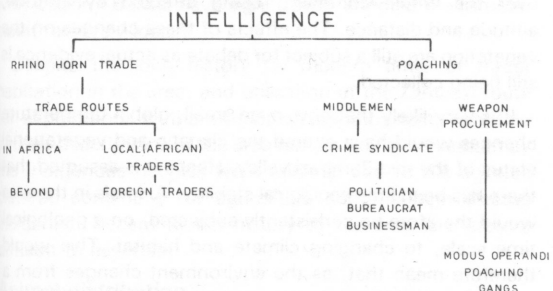 INTELLIGENCE
RHINO HORN TRADE
POACHING
TRADE ROUTES
MIDDLEMEN
WEAPON
PROCUREMENT
IN AFRICA
LOCAL(AFRICAN)
TRADERS
CRIME SYNDICATE
BEYOND
FOREIGN TRADERS
POLITICIAN
BUREAUCRAT
BUSINESSMAN
MODUS OPERANDI
POACHING
GANGS